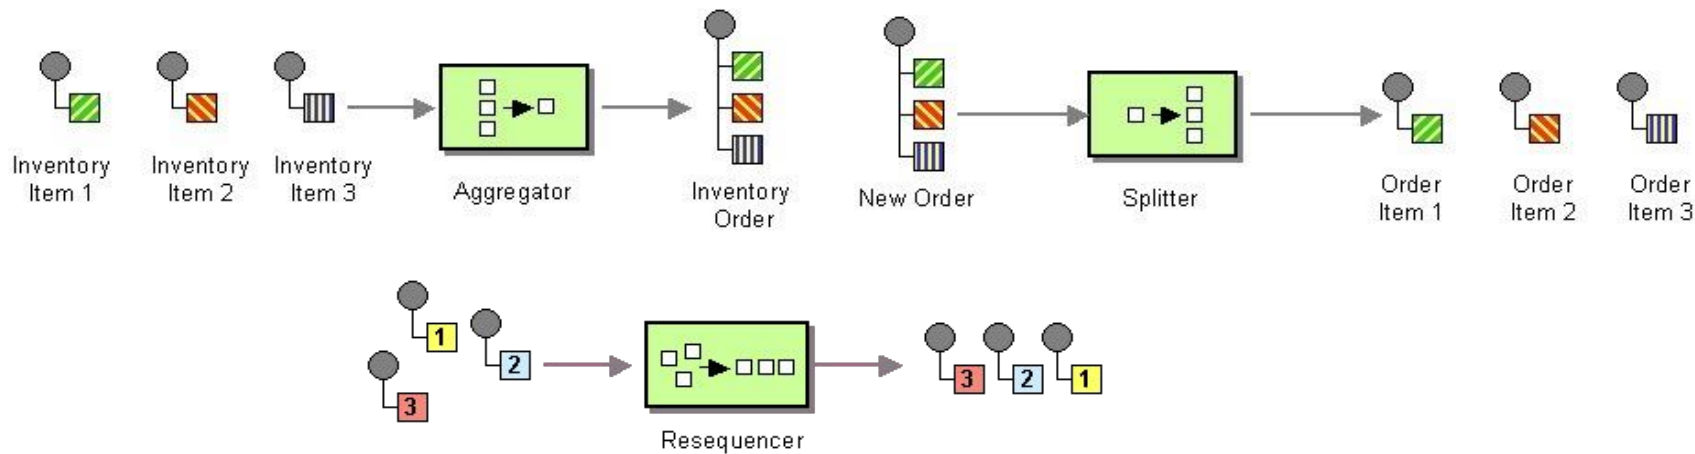 Inventory
Item 1
Inventory
Item 2
Inventory
Item 3
Aggregator
Inventory
Order
New Order
Splitter
Order
Item 1
Order
Item 2
Order
Item 3
1
2
3
Resequencer
3
2
1